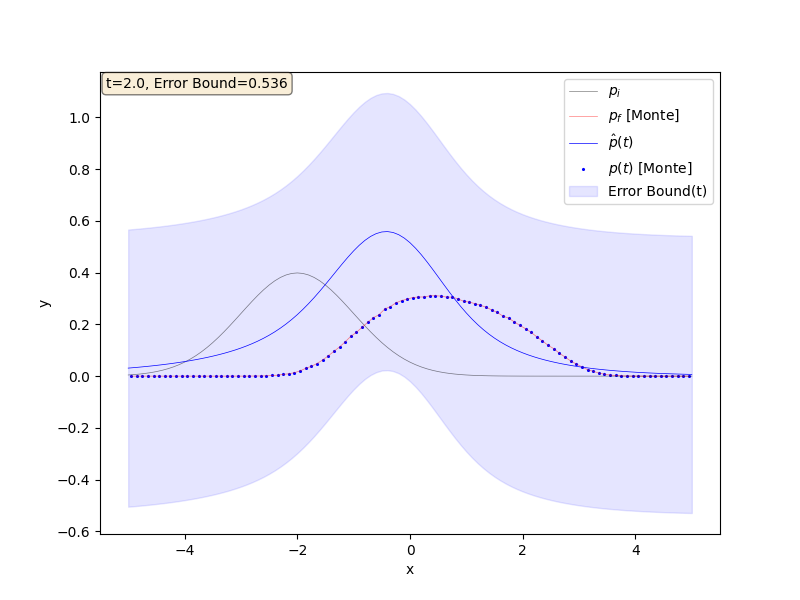 t=2.0, Error Bound=0.536
p_i
p_f [Monte]
p̂(t)
p(t) [Monte]
Error Bound(t)
1.0
0.8
0.6
0.4
0.2
0.0
−0.2
−0.4
−0.6
y
−4 −2 0 2 4
x